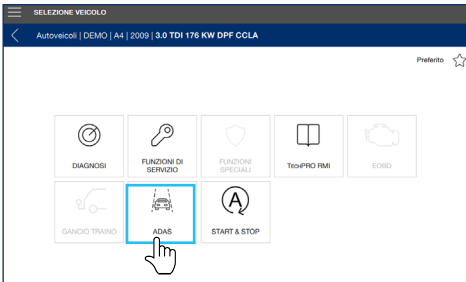 SELEZIONE VEICOLO
Autoveicoli | DEMO | A4 | 2009 | 3.0 TDI 176 KW DPF CCLA
Preferito
DIAGNOSI
FUNZIONI DI
SERVIZIO
FUNZIONI
SPECIALI
TECHPRO RMI
EOBD
GANCIO TRAINO
ADAS
A
START & STOP